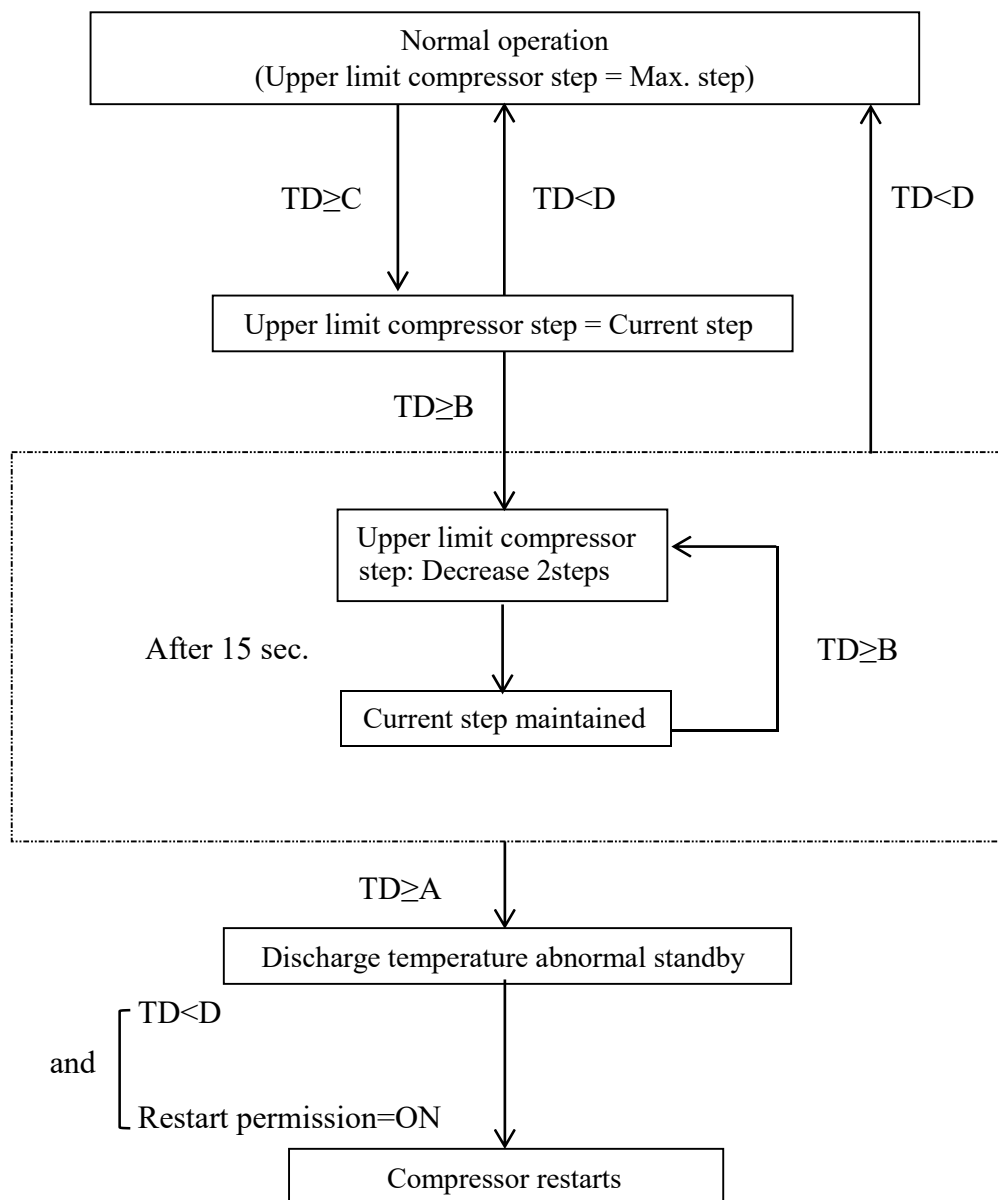 Normal operation
(Upper limit compressor step = Max. step)
TD≥C
TD<D
TD<D
Upper limit compressor step = Current step
TD≥B
Upper limit compressor
step: Decrease 2steps
After 15 sec.
TD≥B
Current step maintained
TD≥A
Discharge temperature abnormal standby
TD<D
and
Restart permission=ON
Compressor restarts